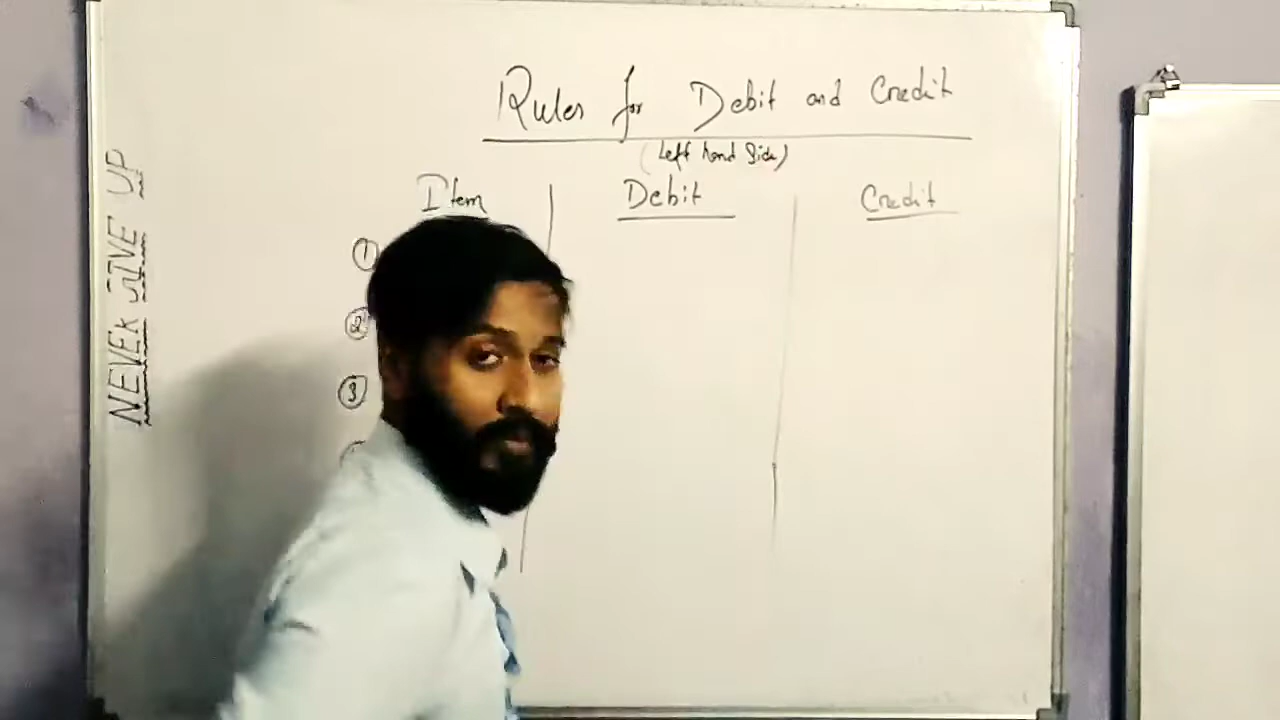 Rules for Debit and Credit
(Left hand Side)
Item Debit Credit
1
2
3
NEVER GIVE UP